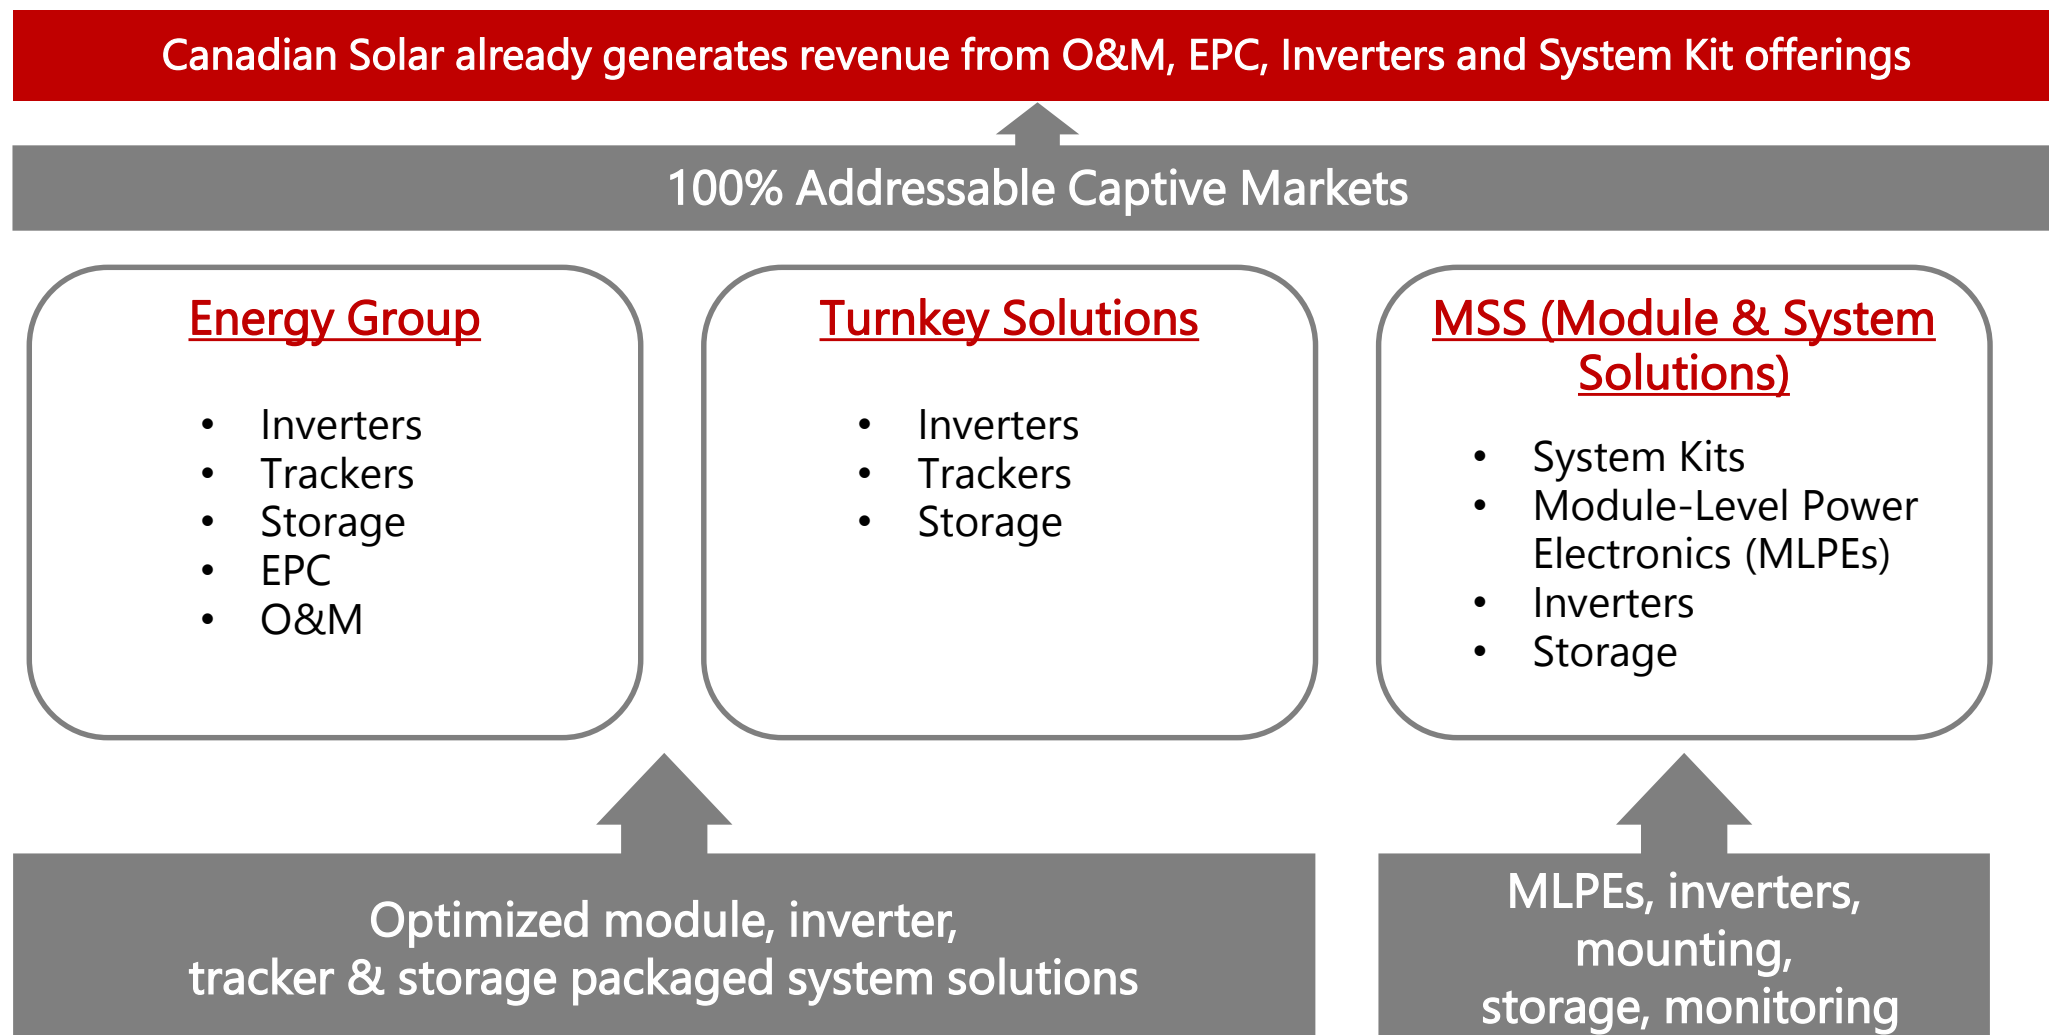 Canadian Solar already generates revenue from O&M, EPC, Inverters and System Kit offerings
100% Addressable Captive Markets
Energy Group
• Inverters
• Trackers
• Storage
• EPC
• O&M
Turnkey Solutions
• Inverters
• Trackers
• Storage
MSS (Module & System
Solutions)
• System Kits
• Module-Level Power
Electronics (MLPEs)
• Inverters
• Storage
Optimized module, inverter,
tracker & storage packaged system solutions
MLPEs, inverters,
mounting,
storage, monitoring